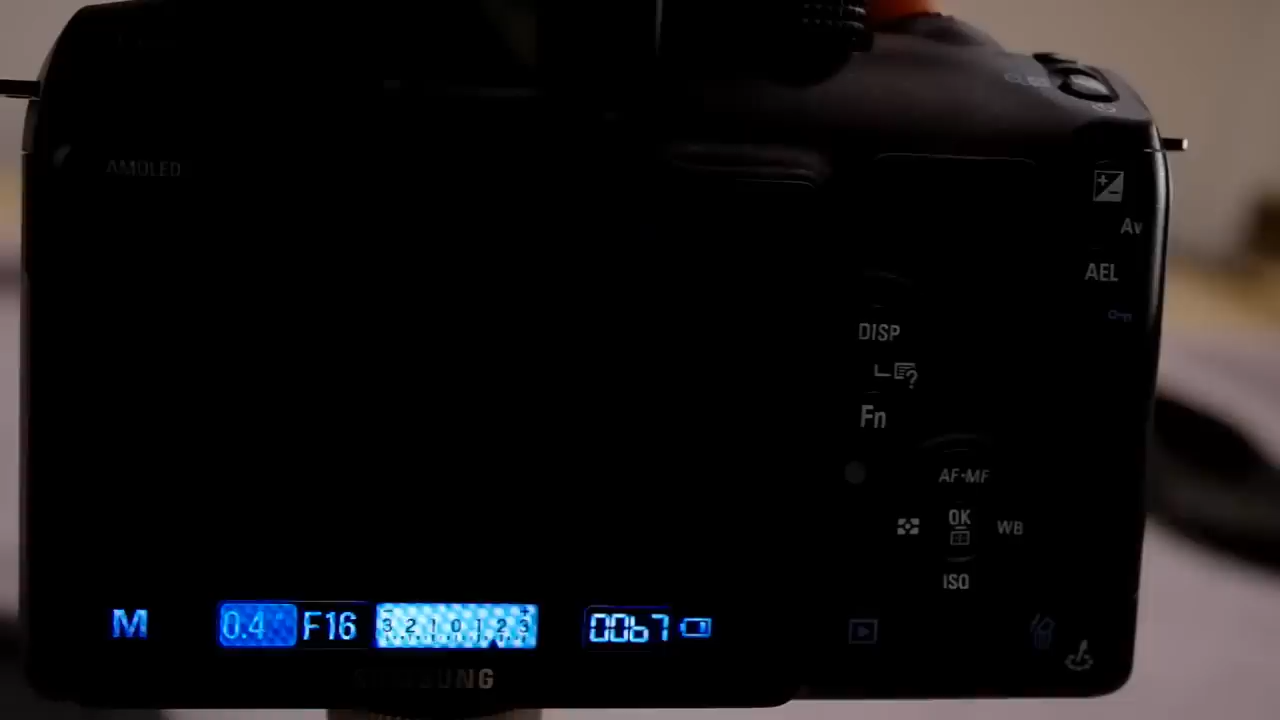 AMOLED
Av
AEL
DISP
?
Fn
AF·MF
OK
WB
ISO
M 0.4" F16 3 2 1 0 1 2 3 0067
SAMSUNG